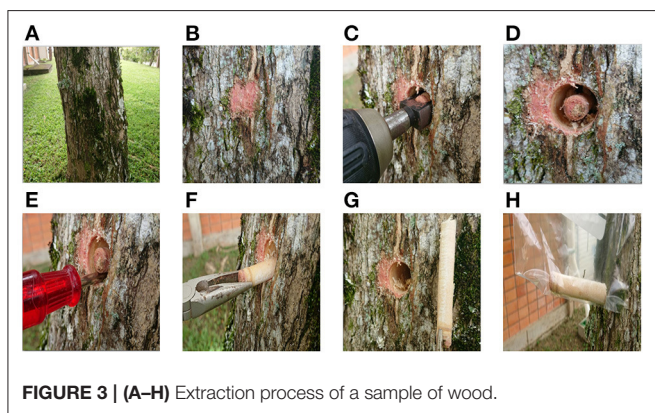 A B C D
E F G H
FIGURE 3 | (A–H) Extraction process of a sample of wood.